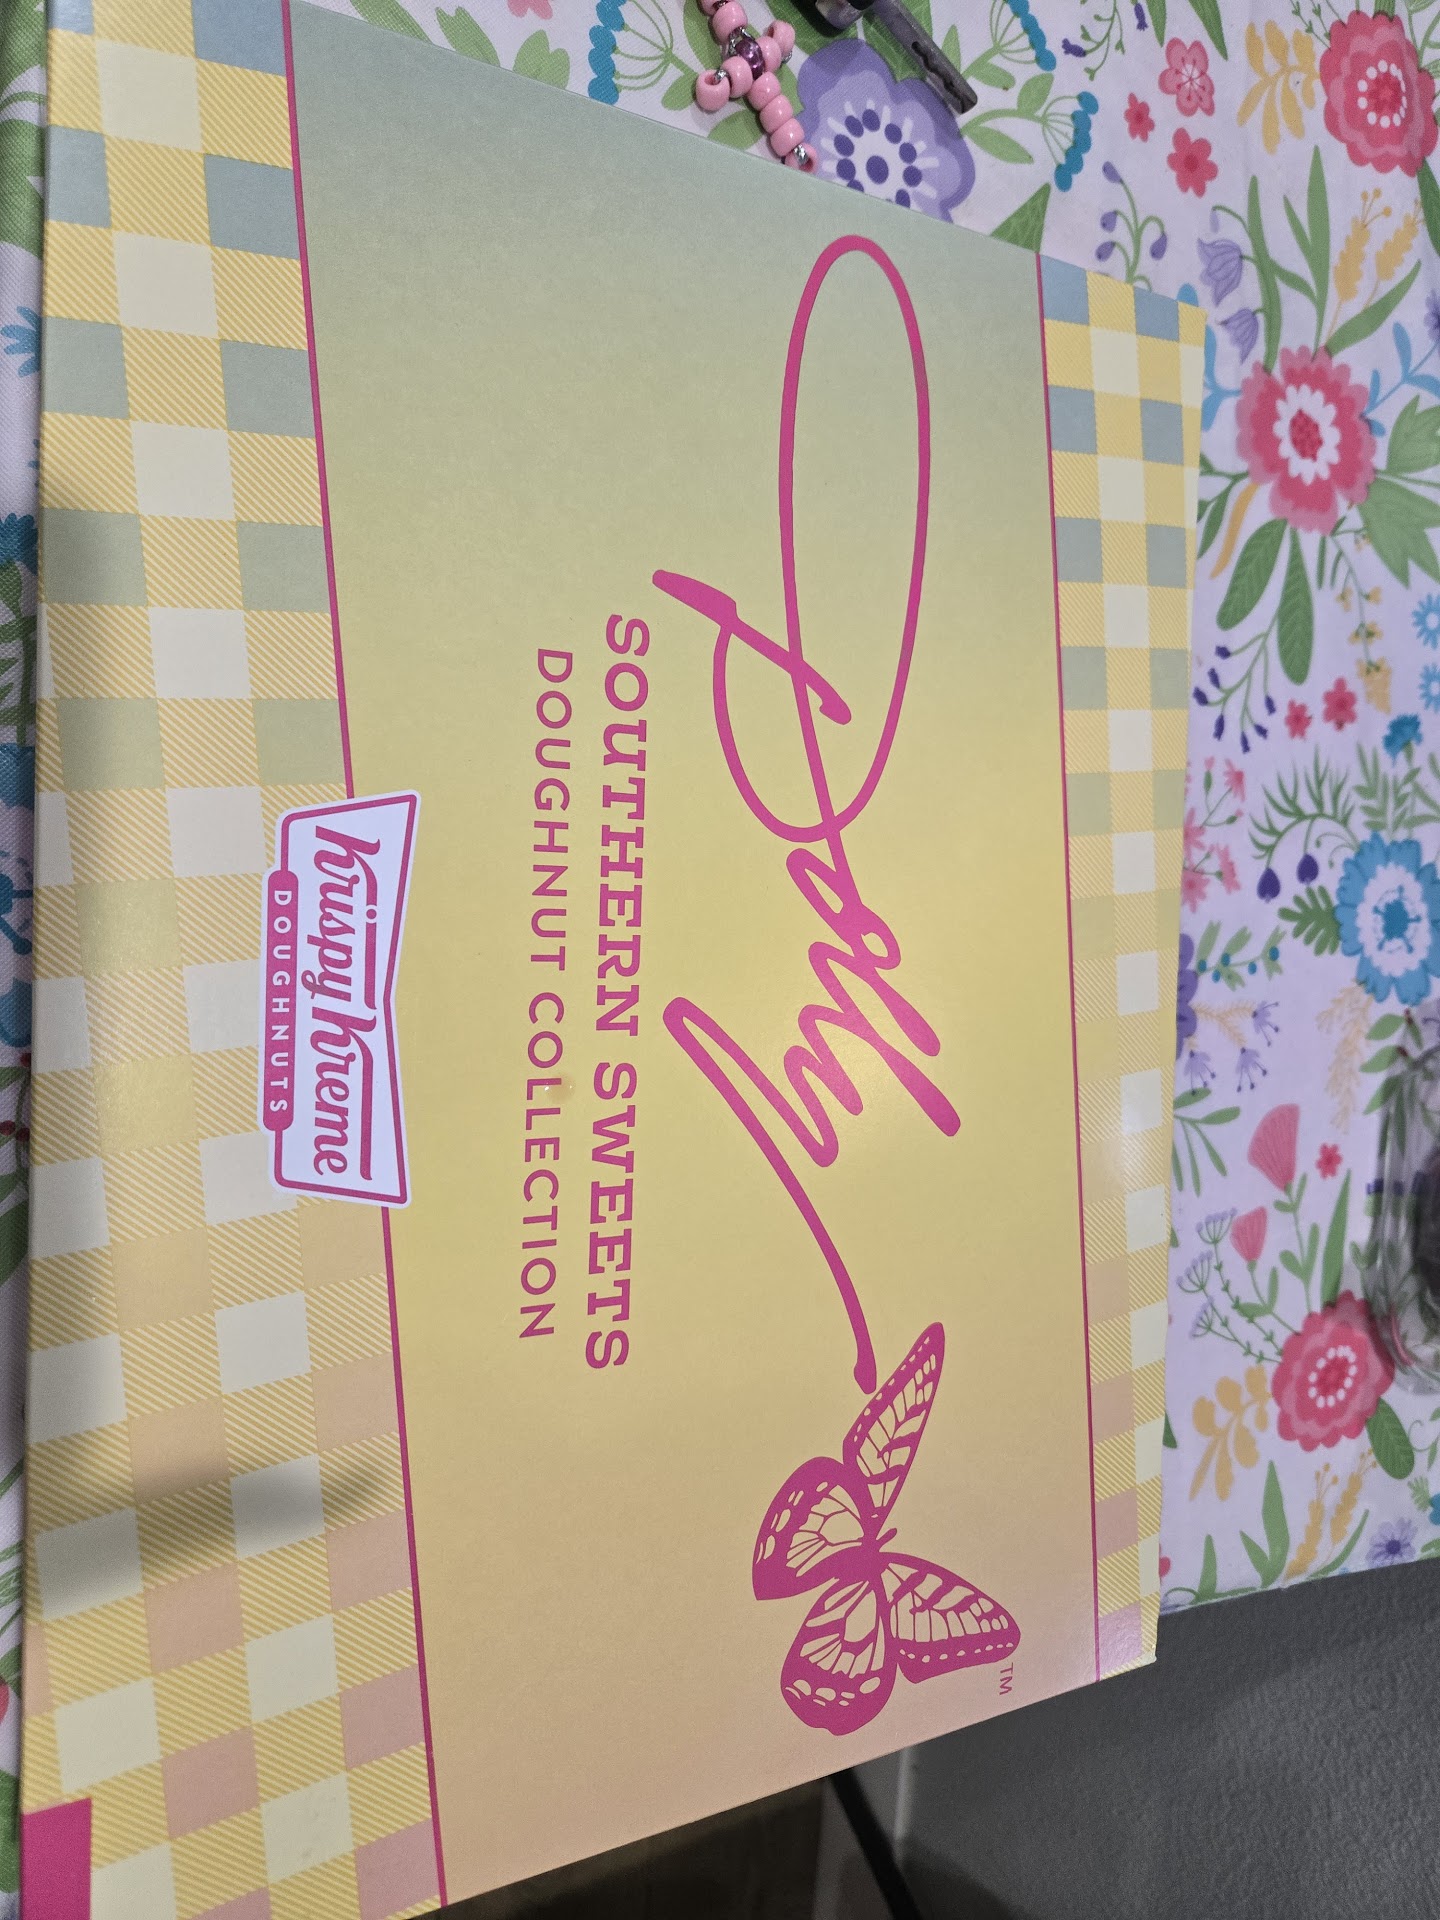 Dolly
TM
SOUTHERN SWEETS
DOUGHNUT COLLECTION
Krispy Kreme
DOUGHNUTS